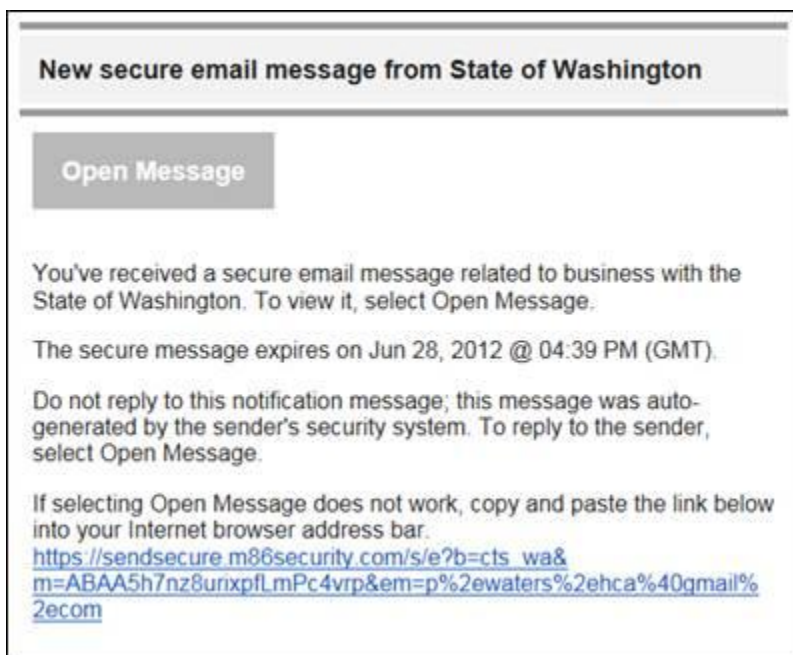 New secure email message from State of Washington
Open Message
You've received a secure email message related to business with the
State of Washington. To view it, select Open Message.
The secure message expires on Jun 28, 2012 @ 04:39 PM (GMT).
Do not reply to this notification message; this message was auto-
generated by the sender's security system. To reply to the sender,
select Open Message.
If selecting Open Message does not work, copy and paste the link below
into your Internet browser address bar.
https://sendsecure.m86security.com/s/e?b=cts_wa&
m=ABAA5h7nz8urixpfLmPc4vrp&em=p%2ewaters%2ehca%40gmail%
2ecom